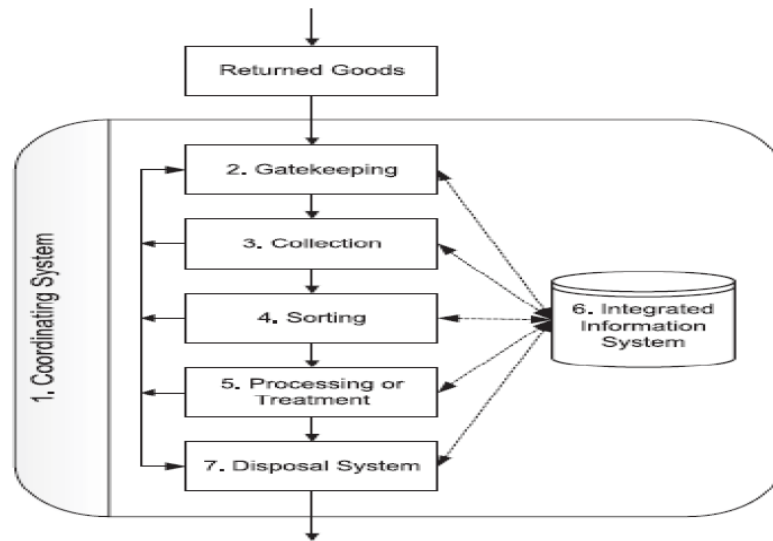 Returned Goods
1. Coordinating System
2. Gatekeeping
3. Collection
4. Sorting
5. Processing or
Treatment
6. Integrated
Information
System
7. Disposal System